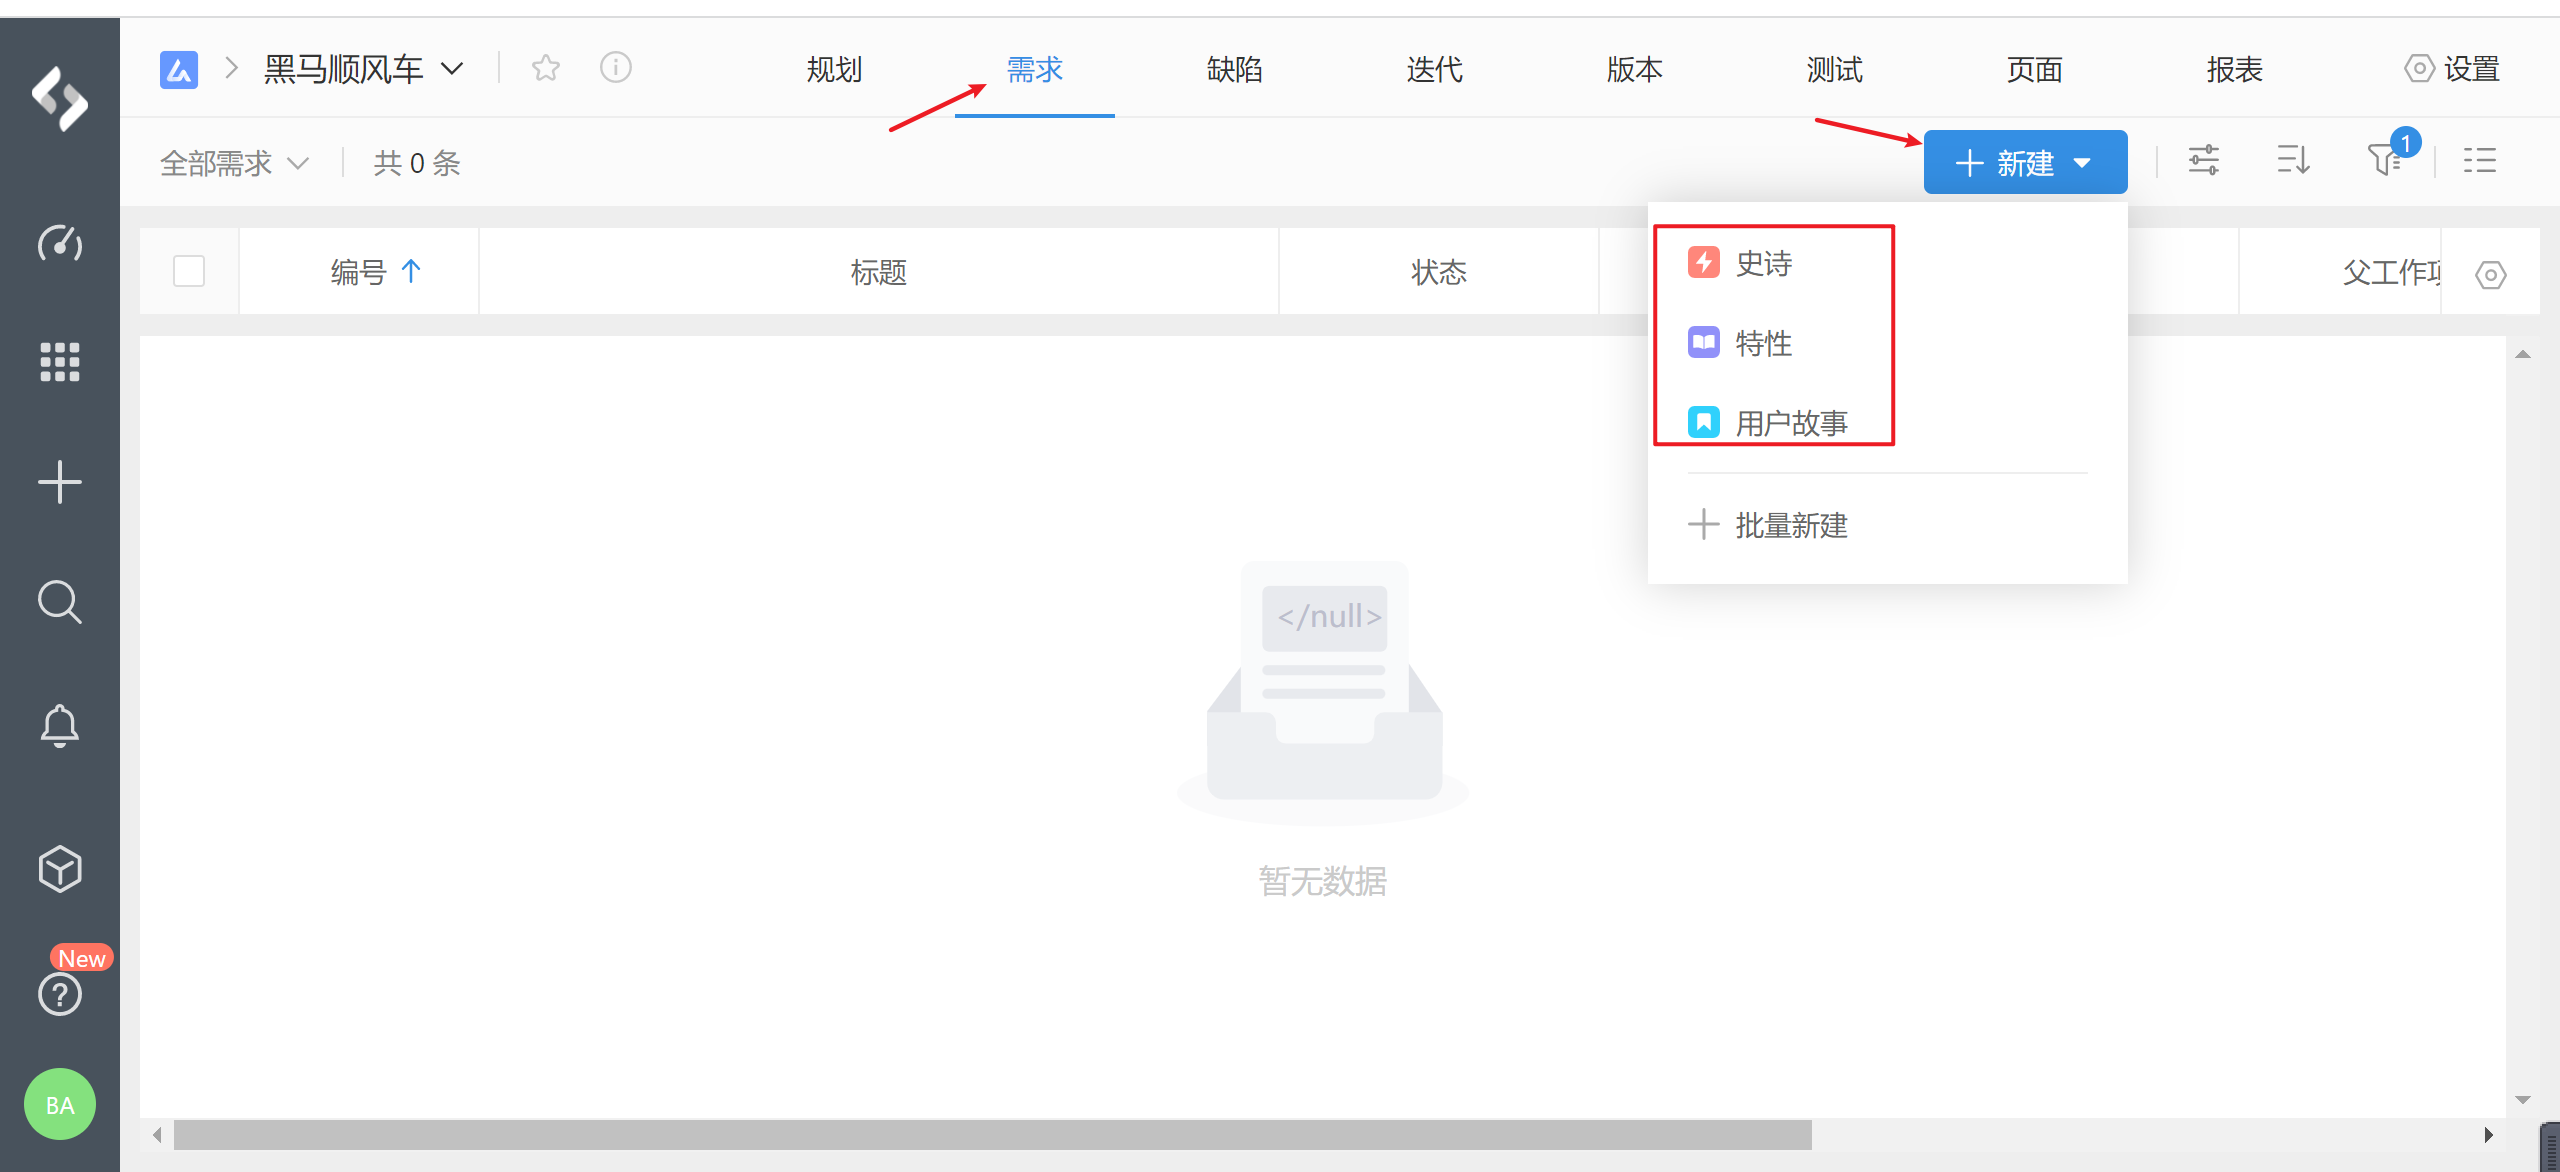 黑马顺风车
规划 需求 缺陷 迭代 版本 测试 页面 报表 设置
全部需求 共 0 条
新建
1
编号 标题 状态 父工作项
史诗
特性
用户故事
批量新建
</null>
暂无数据
New
?
BA